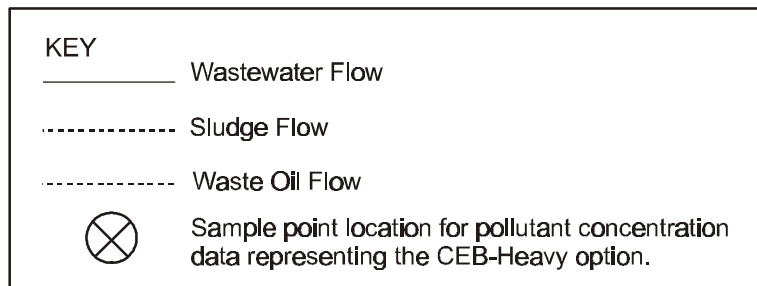 KEY
Wastewater Flow
Sludge Flow
Waste Oil Flow
Sample point location for pollutant concentration
data representing the CEB-Heavy option.